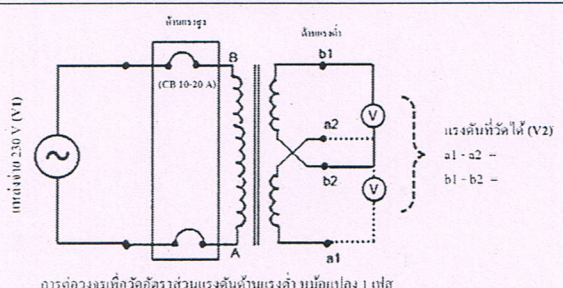 ด้านแรงสูง
ด้านแรงต่ำ
B
b1
(CB 10-20 A)
V
a2
แหล่งจ่าย 230 V (V1)
แรงดันที่วัดได้ (V2)
a1 - a2 =
b2
V
b1 - b2 =
A
a1
การต่อวงจรเพื่อวัดอัตราส่วนแรงดันด้านแรงต่ำ หม้อแปลง 1 เฟส